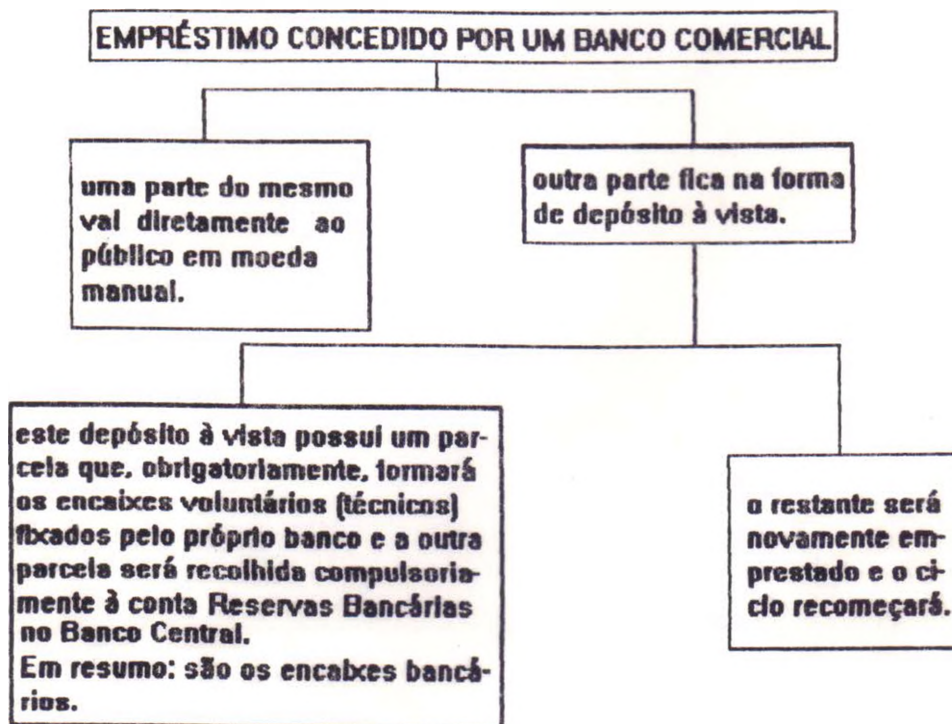 EMPRÉSTIMO CONCEDIDO POR UM BANCO COMERCIAL
uma parte do mesmo
vai diretamente ao
público em moeda
manual.
outra parte fica na forma
de depósito à vista.
este depósito à vista possui um par-
cela que, obrigatoriamente, formará
os encaixes voluntários (técnicos)
fixados pelo próprio banco e a outra
parcela será recolhida compulsoria-
mente à conta Reservas Bancárias
no Banco Central.
Em resumo: são os encaixes bancá-
rios.
o restante será
novamente em-
prestado e o ci-
clo recomeçará.